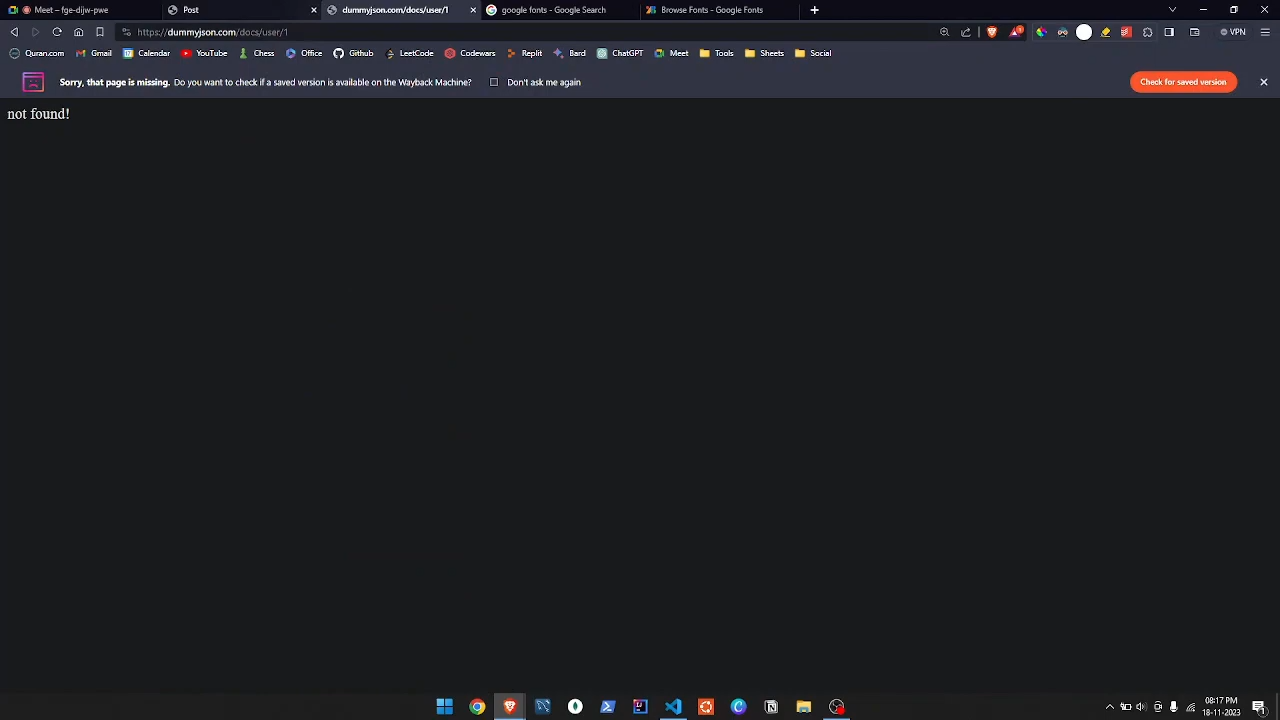 Meet – fge-dijw-pwe
Post
dummyjson.com/docs/user/1
google fonts - Google Search
Browse Fonts - Google Fonts
https://dummyjson.com/docs/user/1
VPN
Quran.com
Gmail
Calendar
YouTube
Chess
Office
Github
LeetCode
Codewars
Replit
Bard
ChatGPT
Meet
Tools
Sheets
Social
Sorry, that page is missing. Do you want to check if a saved version is available on the Wayback Machine?
Don't ask me again
Check for saved version
not found!
08:17 PM
18-11-2023